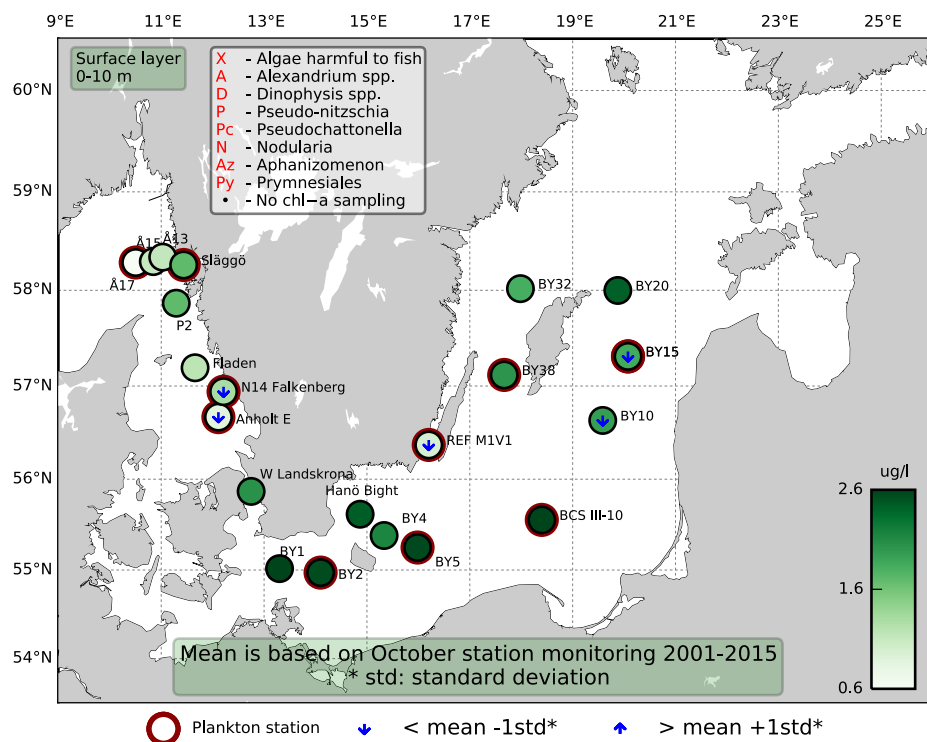 9°E 11°E 13°E 15°E 17°E 19°E 21°E 23°E 25°E
Surface layer
0-10 m
X - Algae harmful to fish
A - Alexandrium spp.
D - Dinophysis spp.
P - Pseudo-nitzschia
Pc - Pseudochattonella
N - Nodularia
Az - Aphanizomenon
Py - Prymnesiales
• - No chl−a sampling
60°N
59°N
58°N
57°N
56°N
55°N
54°N
Å15 Å13
Släggö
Å17
P2
Fladen
N14 Falkenberg
Anholt E
W Landskrona
Hanö Bight
BY1
BY2
BY4
BY5
REF M1V1
BY38
BY32
BY20
BY15
BY10
BCS III-10
ug/l
2.6
1.6
0.6
Mean is based on October station monitoring 2001-2015
* std: standard deviation
Plankton station < mean -1std* > mean +1std*